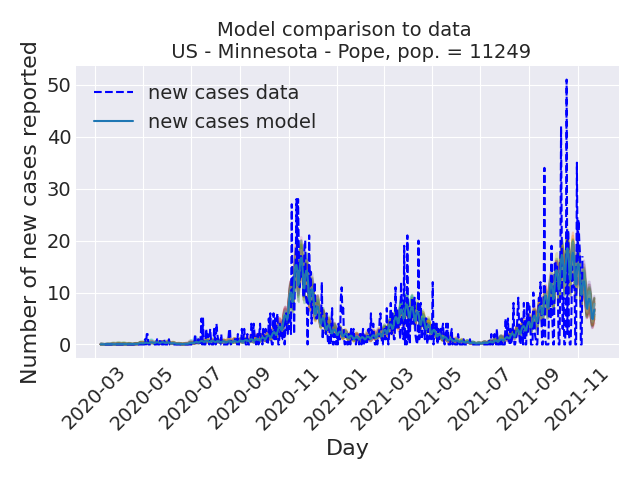 Model comparison to data
US - Minnesota - Pope, pop. = 11249
Number of new cases reported
50
40
30
20
10
0
new cases data
new cases model
2020-03
2020-05
2020-07
2020-09
2020-11
2021-01
2021-03
2021-05
2021-07
2021-09
2021-11
Day